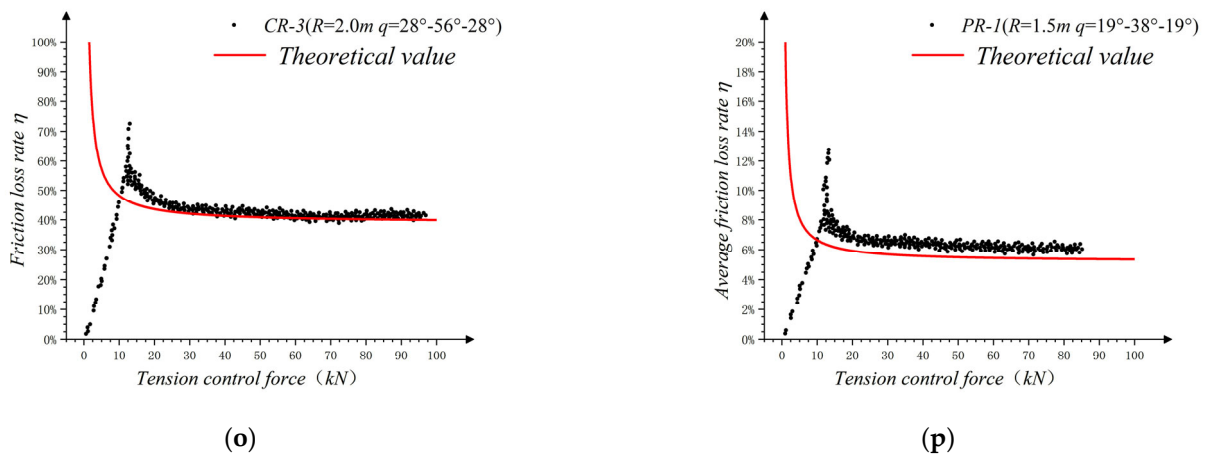 CR-3(R=2.0m q=28°-56°-28°)
Theoretical value
Friction loss rate η
100%
90%
80%
70%
60%
50%
40%
30%
20%
10%
0%
0 10 20 30 40 50 60 70 80 90 100
Tension control force（kN）
(o)
PR-1(R=1.5m q=19°-38°-19°)
Theoretical value
Average friction loss rate η
20%
18%
16%
14%
12%
10%
8%
6%
4%
2%
0%
0 10 20 30 40 50 60 70 80 90 100
Tension control force（kN）
(p)